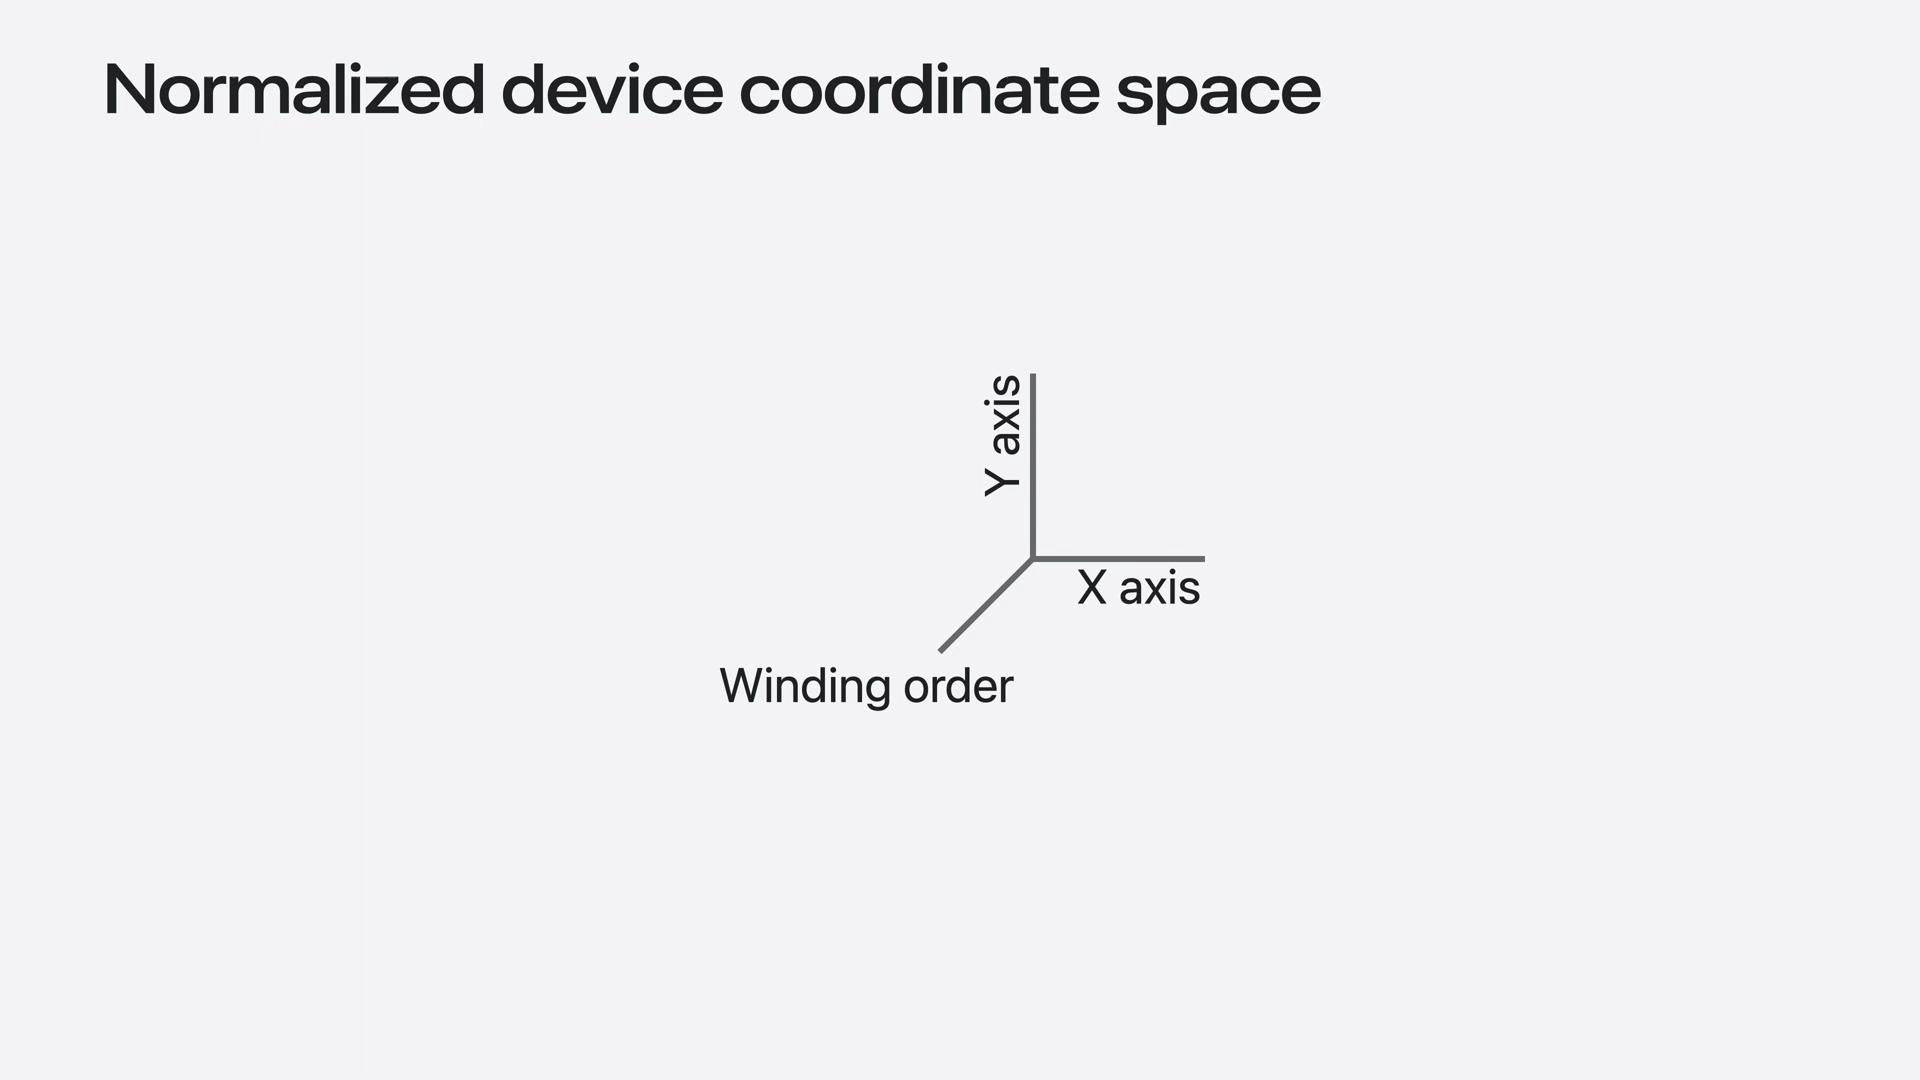 Normalized device coordinate space
Y axis
X axis
Winding order